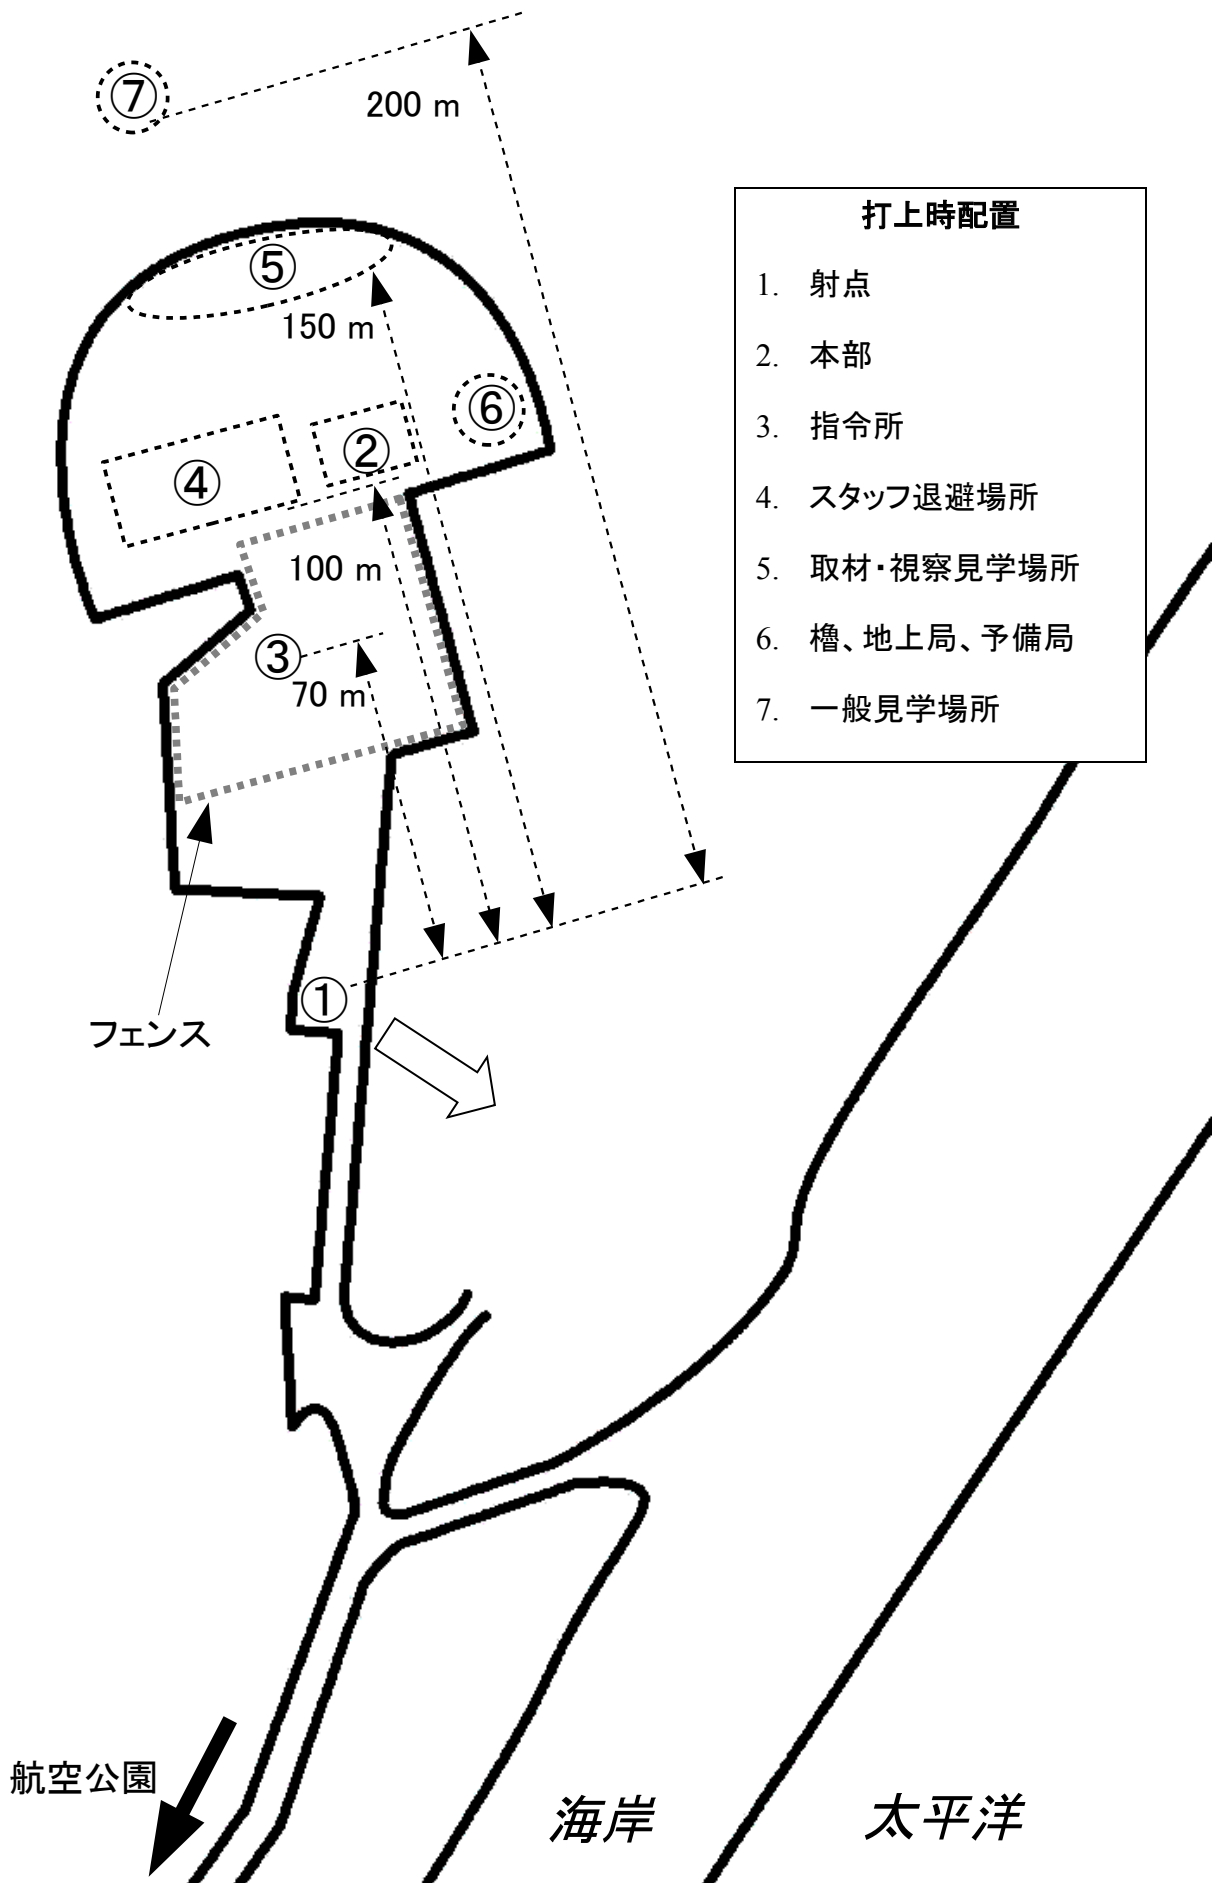 ⑦
200 m
⑤
150 m
⑥
②
④
100 m
③
70 m
①
フェンス
打上時配置
1. 射点
2. 本部
3. 指令所
4. スタッフ退避場所
5. 取材・視察見学場所
6. 櫓、地上局、予備局
7. 一般見学場所
航空公園
海岸
太平洋